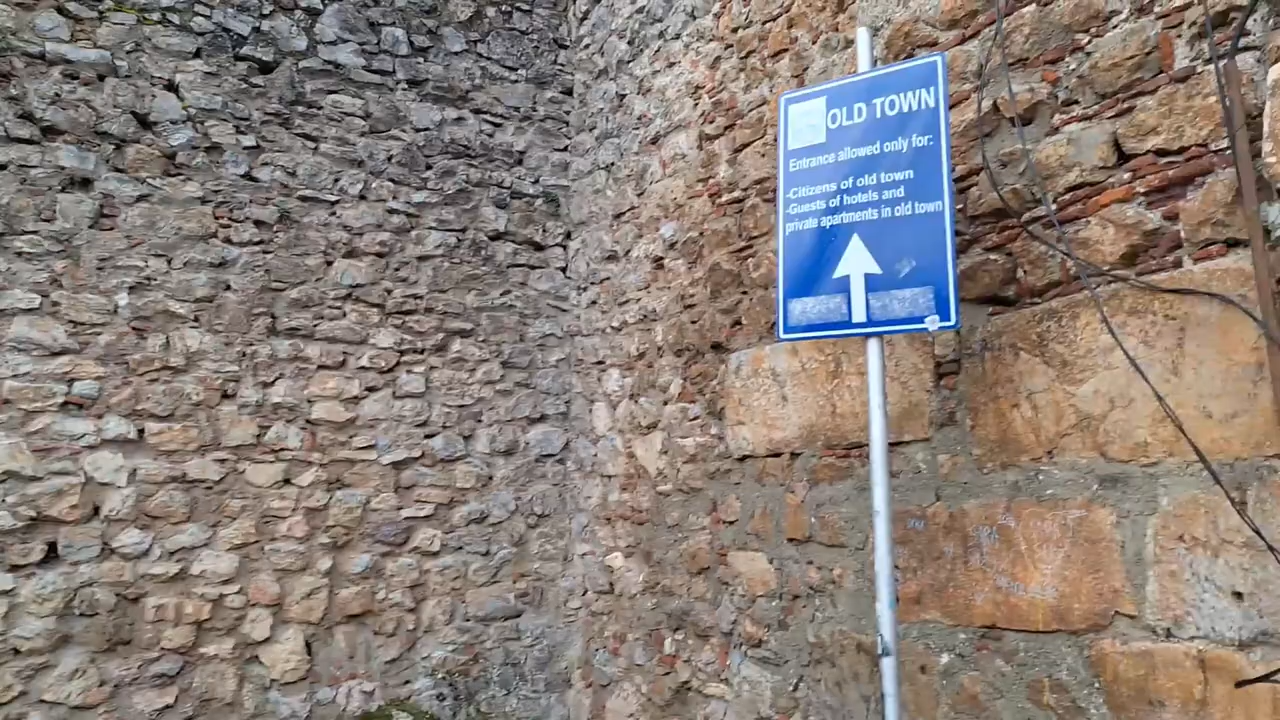 OLD TOWN
Entrance allowed only for:
-Citizens of old town
-Guests of hotels and
private apartments in old town